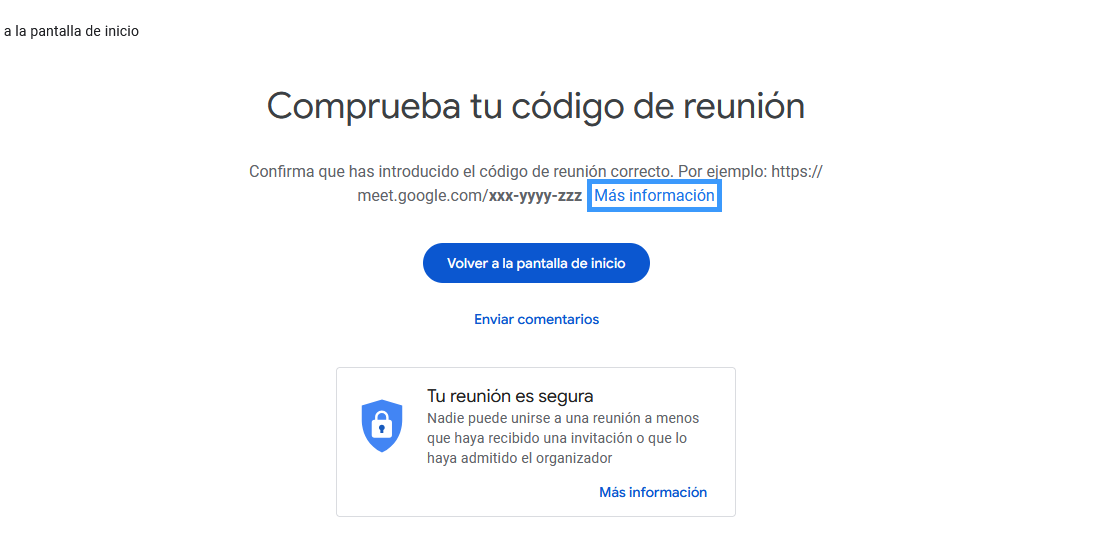 a la pantalla de inicio
Comprueba tu código de reunión
Confirma que has introducido el código de reunión correcto. Por ejemplo: https://
meet.google.com/xxx-yyyy-zzz Más información
Volver a la pantalla de inicio
Enviar comentarios
Tu reunión es segura
Nadie puede unirse a una reunión a menos
que haya recibido una invitación o que lo
haya admitido el organizador
Más información